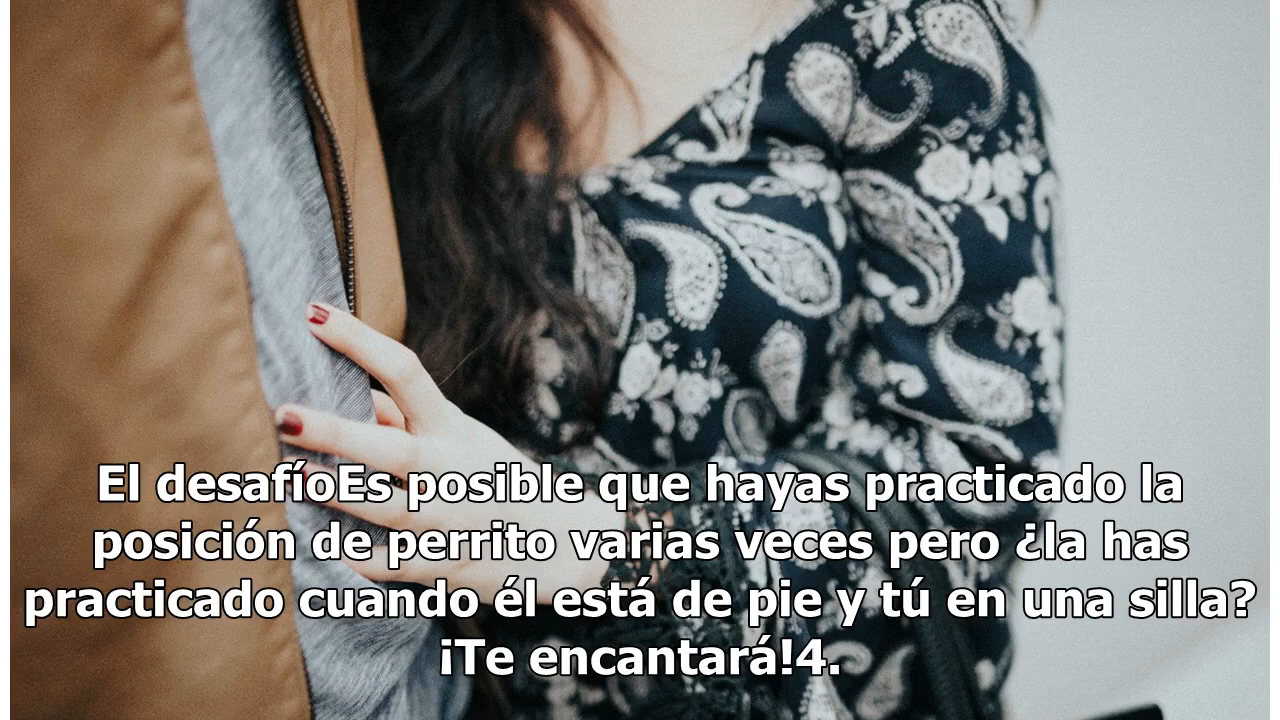 El desafíoEs posible que hayas practicado la
posición de perrito varias veces pero ¿la has
practicado cuando él está de pie y tú en una silla?
¡Te encantará!4.